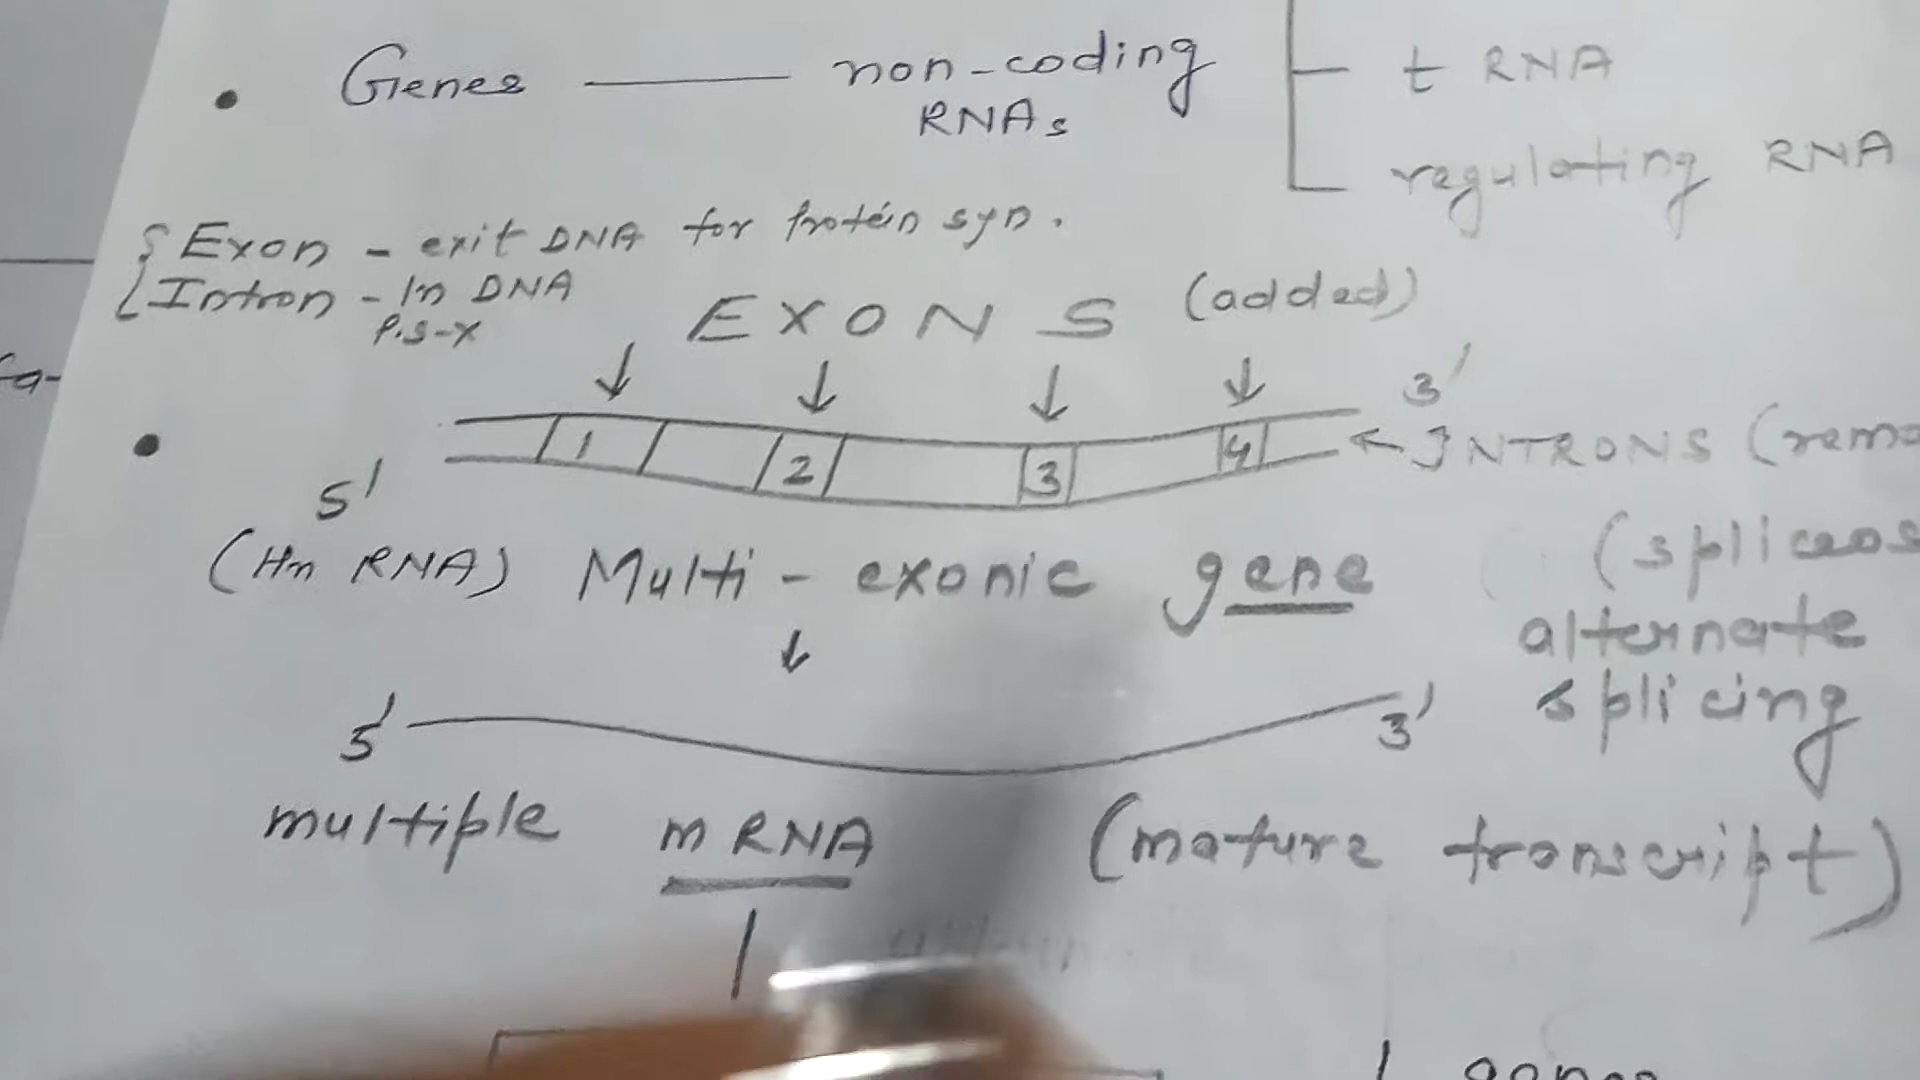 • Genes — non-coding RNAs
t RNA
regulating RNA
{ Exon - exit DNA for protein syn.
Intron - In DNA
P.S-X
EXONS (added)
1 2 3 4
5' 3'
← INTRONS
(Hn RNA) Multi - exonic gene
alternate
splicing
5' 3'
multiple mRNA (mature transcript)